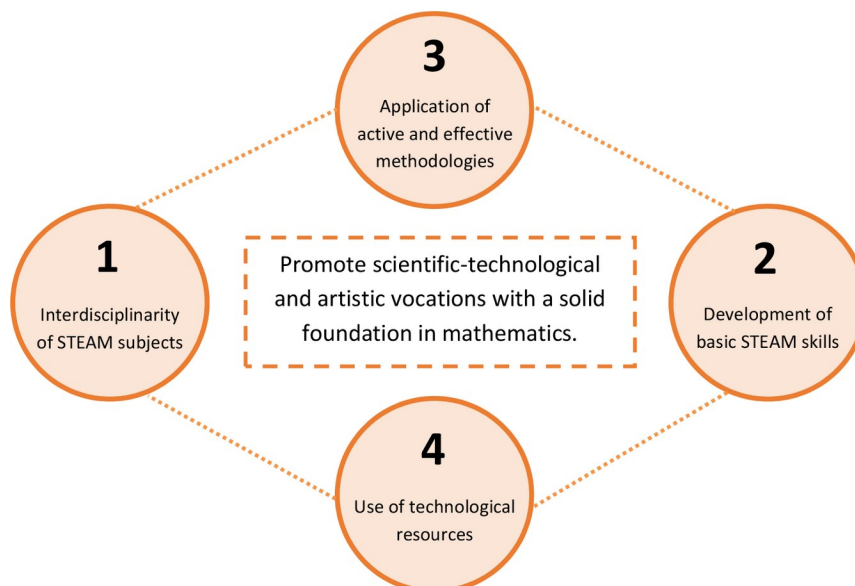 3
Application of
active and effective
methodologies
1
Interdisciplinarity
of STEAM subjects
Promote scientific-technological
and artistic vocations with a solid
foundation in mathematics.
2
Development of
basic STEAM skills
4
Use of technological
resources